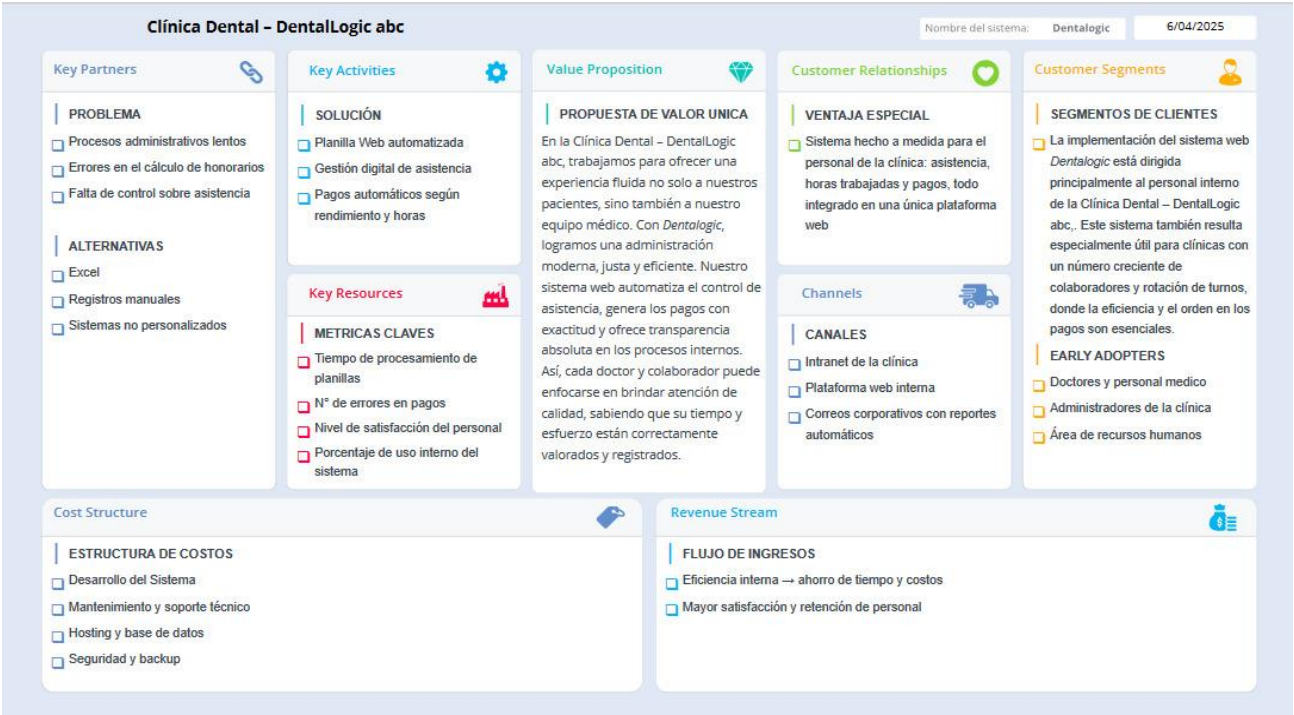 Clínica Dental – DentalLogic abc
Nombre del sistema: Dentalogic
6/04/2025
Key Partners
PROBLEMA
Procesos administrativos lentos
Errores en el cálculo de honorarios
Falta de control sobre asistencia
ALTERNATIVAS
Excel
Registros manuales
Sistemas no personalizados
Key Activities
SOLUCIÓN
Planilla Web automatizada
Gestión digital de asistencia
Pagos automáticos según
rendimiento y horas
Key Resources
METRICAS CLAVES
Tiempo de procesamiento de
planillas
N° de errores en pagos
Nivel de satisfacción del personal
Porcentaje de uso interno del
sistema
Value Proposition
PROPUESTA DE VALOR UNICA
En la Clínica Dental – DentalLogic
abc, trabajamos para ofrecer una
experiencia fluida no solo a nuestros
pacientes, sino también a nuestro
equipo médico. Con Dentalogic,
logramos una administración
moderna, justa y eficiente. Nuestro
sistema web automatiza el control de
asistencia, genera los pagos con
exactitud y ofrece transparencia
absoluta en los procesos internos.
Así, cada doctor y colaborador puede
enfocarse en brindar atención de
calidad, sabiendo que su tiempo y
esfuerzo están correctamente
valorados y registrados.
Customer Relationships
VENTAJA ESPECIAL
Sistema hecho a medida para el
personal de la clínica: asistencia,
horas trabajadas y pagos, todo
integrado en una única plataforma
web
Channels
CANALES
Intranet de la clínica
Plataforma web interna
Correos corporativos con reportes
automáticos
Customer Segments
SEGMENTOS DE CLIENTES
La implementación del sistema web
Dentalogic está dirigida
principalmente al personal interno
de la Clínica Dental – DentalLogic
abc,. Este sistema también resulta
especialmente útil para clínicas con
un número creciente de
colaboradores y rotación de turnos,
donde la eficiencia y el orden en los
pagos son esenciales.
EARLY ADOPTERS
Doctores y personal medico
Administradores de la clínica
Área de recursos humanos
Cost Structure
ESTRUCTURA DE COSTOS
Desarrollo del Sistema
Mantenimiento y soporte técnico
Hosting y base de datos
Seguridad y backup
Revenue Stream
FLUJO DE INGRESOS
Eficiencia interna → ahorro de tiempo y costos
Mayor satisfacción y retención de personal